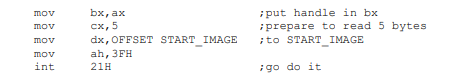 mov bx,ax ;put handle in bx
mov cx,5 ;prepare to read 5 bytes
mov dx,OFFSET START_IMAGE ;to START_IMAGE
mov ah,3FH
int 21H ;go do it